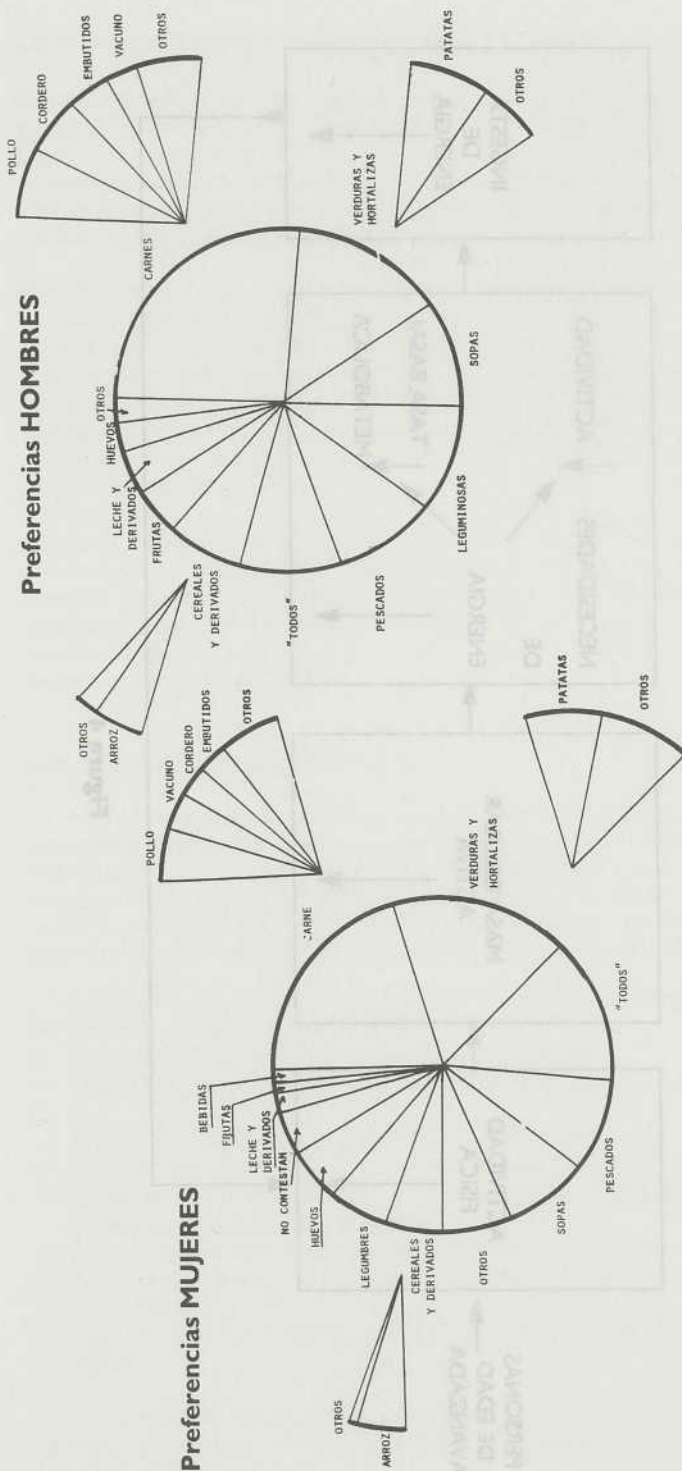 Preferencias MUJERES
BEBIDAS
FRUTAS
LECHE Y
DERIVADOS
NO CONTESTAN
HUEVOS
LEGUMBRES
CEREALES
Y DERIVADOS
OTROS
ARROZ
OTROS
SOPAS
PESCADOS
"TODOS"
VERDURAS Y
HORTALIZAS
PATATAS
OTROS
CARNE
POLLO
VACUNO
CORDERO
EMBUTIDOS
OTROS
Preferencias HOMBRES
OTROS
HUEVOS
LECHE Y
DERIVADOS
FRUTAS
CEREALES
Y DERIVADOS
OTROS
ARROZ
"TODOS"
PESCADOS
LEGUMINOSAS
SOPAS
VERDURAS Y
HORTALIZAS
PATATAS
OTROS
CARNES
POLLO
CORDERO
EMBUTIDOS
VACUNO
OTROS